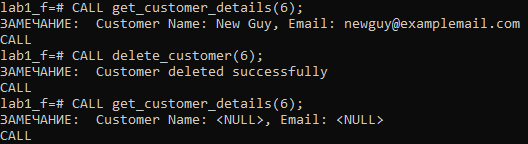 lab1_f=# CALL get_customer_details(6);
ЗАМЕЧАНИЕ:  Customer Name: New Guy, Email: newguy@examplemail.com
CALL
lab1_f=# CALL delete_customer(6);
ЗАМЕЧАНИЕ:  Customer deleted successfully
CALL
lab1_f=# CALL get_customer_details(6);
ЗАМЕЧАНИЕ:  Customer Name: <NULL>, Email: <NULL>
CALL